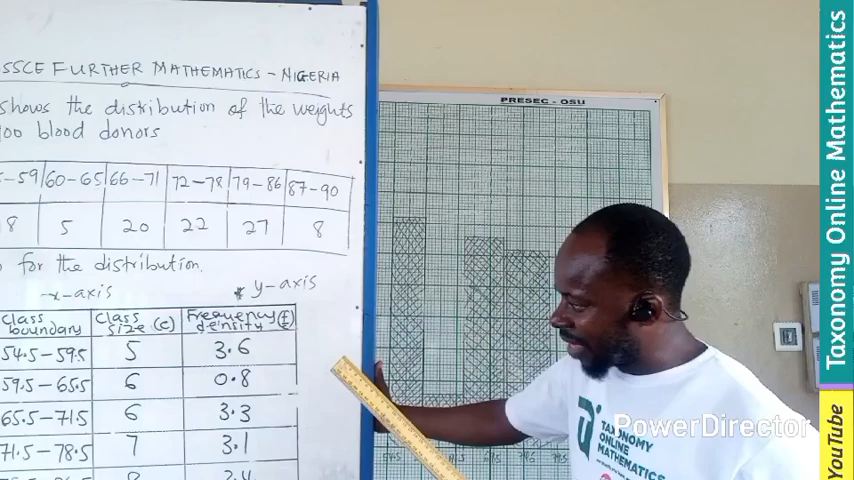 SSCE FURTHER MATHEMATICS - NIGERIA
shows the distribution of the weights
100 blood donors
-59 60-65 66-71 72-78 79-86 87-90
18 5 20 22 27 8
for the distribution.
x-axis * y-axis
Class boundary Class size (c) Frequency density (f/c)
54.5-59.5 5 3.6
59.5-65.5 6 0.8
65.5-71.5 6 3.3
71.5-78.5 7 3.1
PRESEC - OSU
TAXONOMY
ONLINE
MATHEMATICS
PowerDirector
Taxonomy Online Mathematics
YouTube